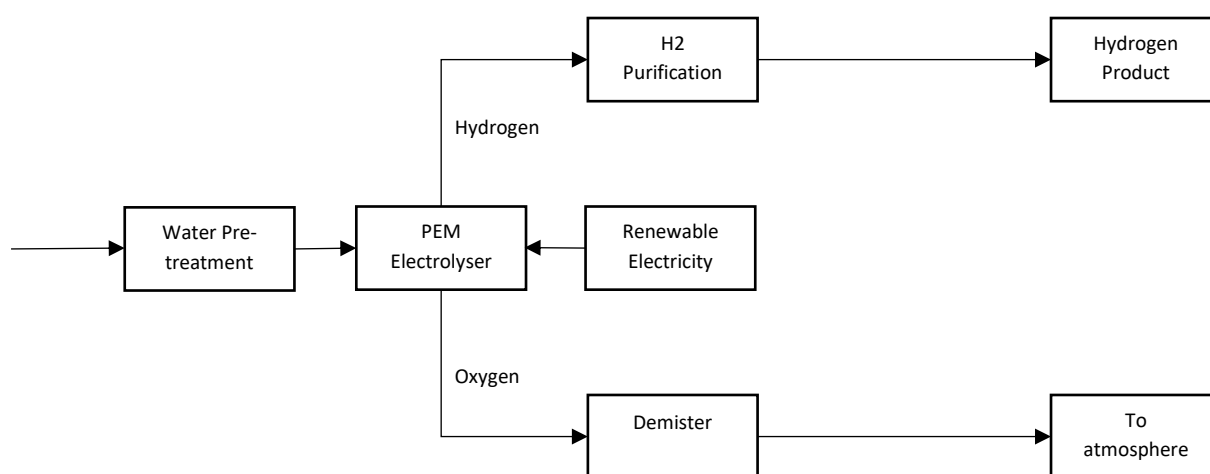 H2
Purification
Hydrogen
Product
Hydrogen
Water Pre-
treatment
PEM
Electrolyser
Renewable
Electricity
Oxygen
Demister
To
atmosphere